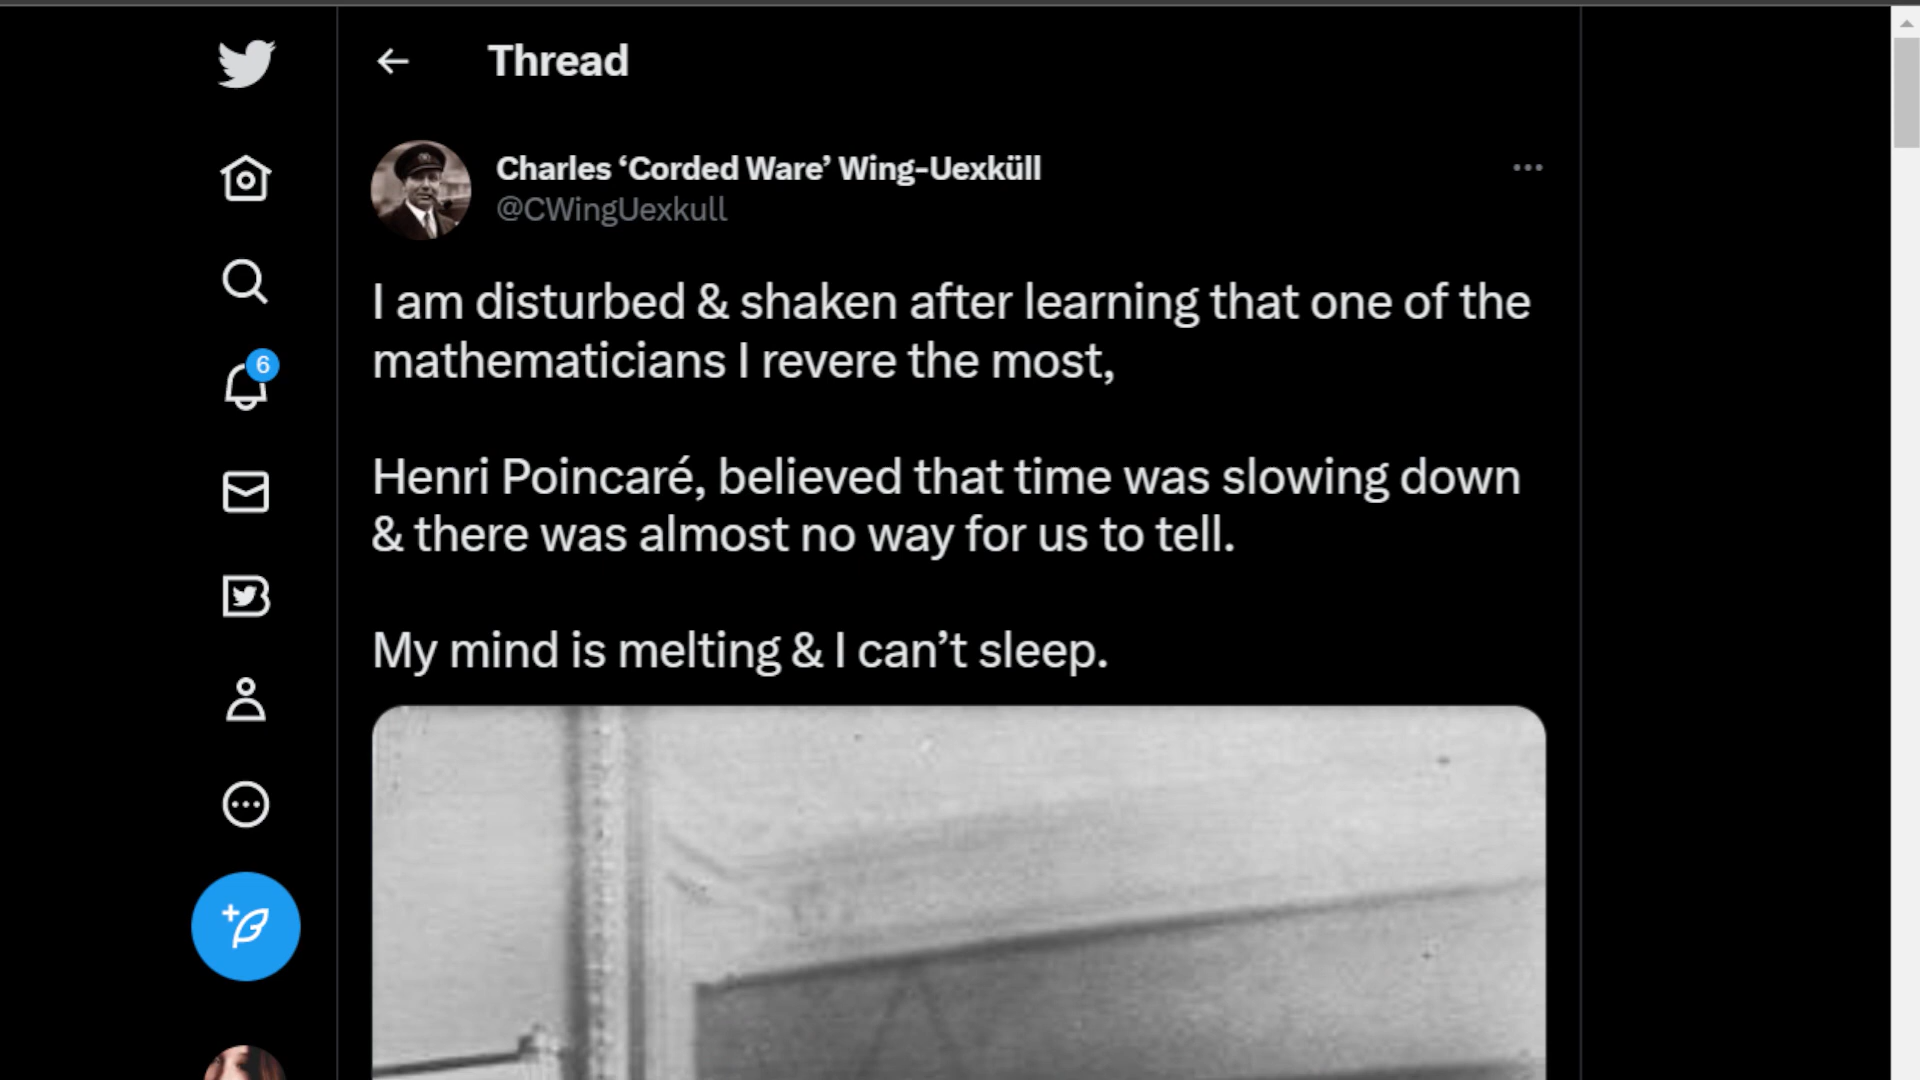 Thread
Charles ‘Corded Ware’ Wing-Uexküll
@CWingUexkull
6
I am disturbed & shaken after learning that one of the
mathematicians I revere the most,
Henri Poincaré, believed that time was slowing down
& there was almost no way for us to tell.
My mind is melting & I can’t sleep.